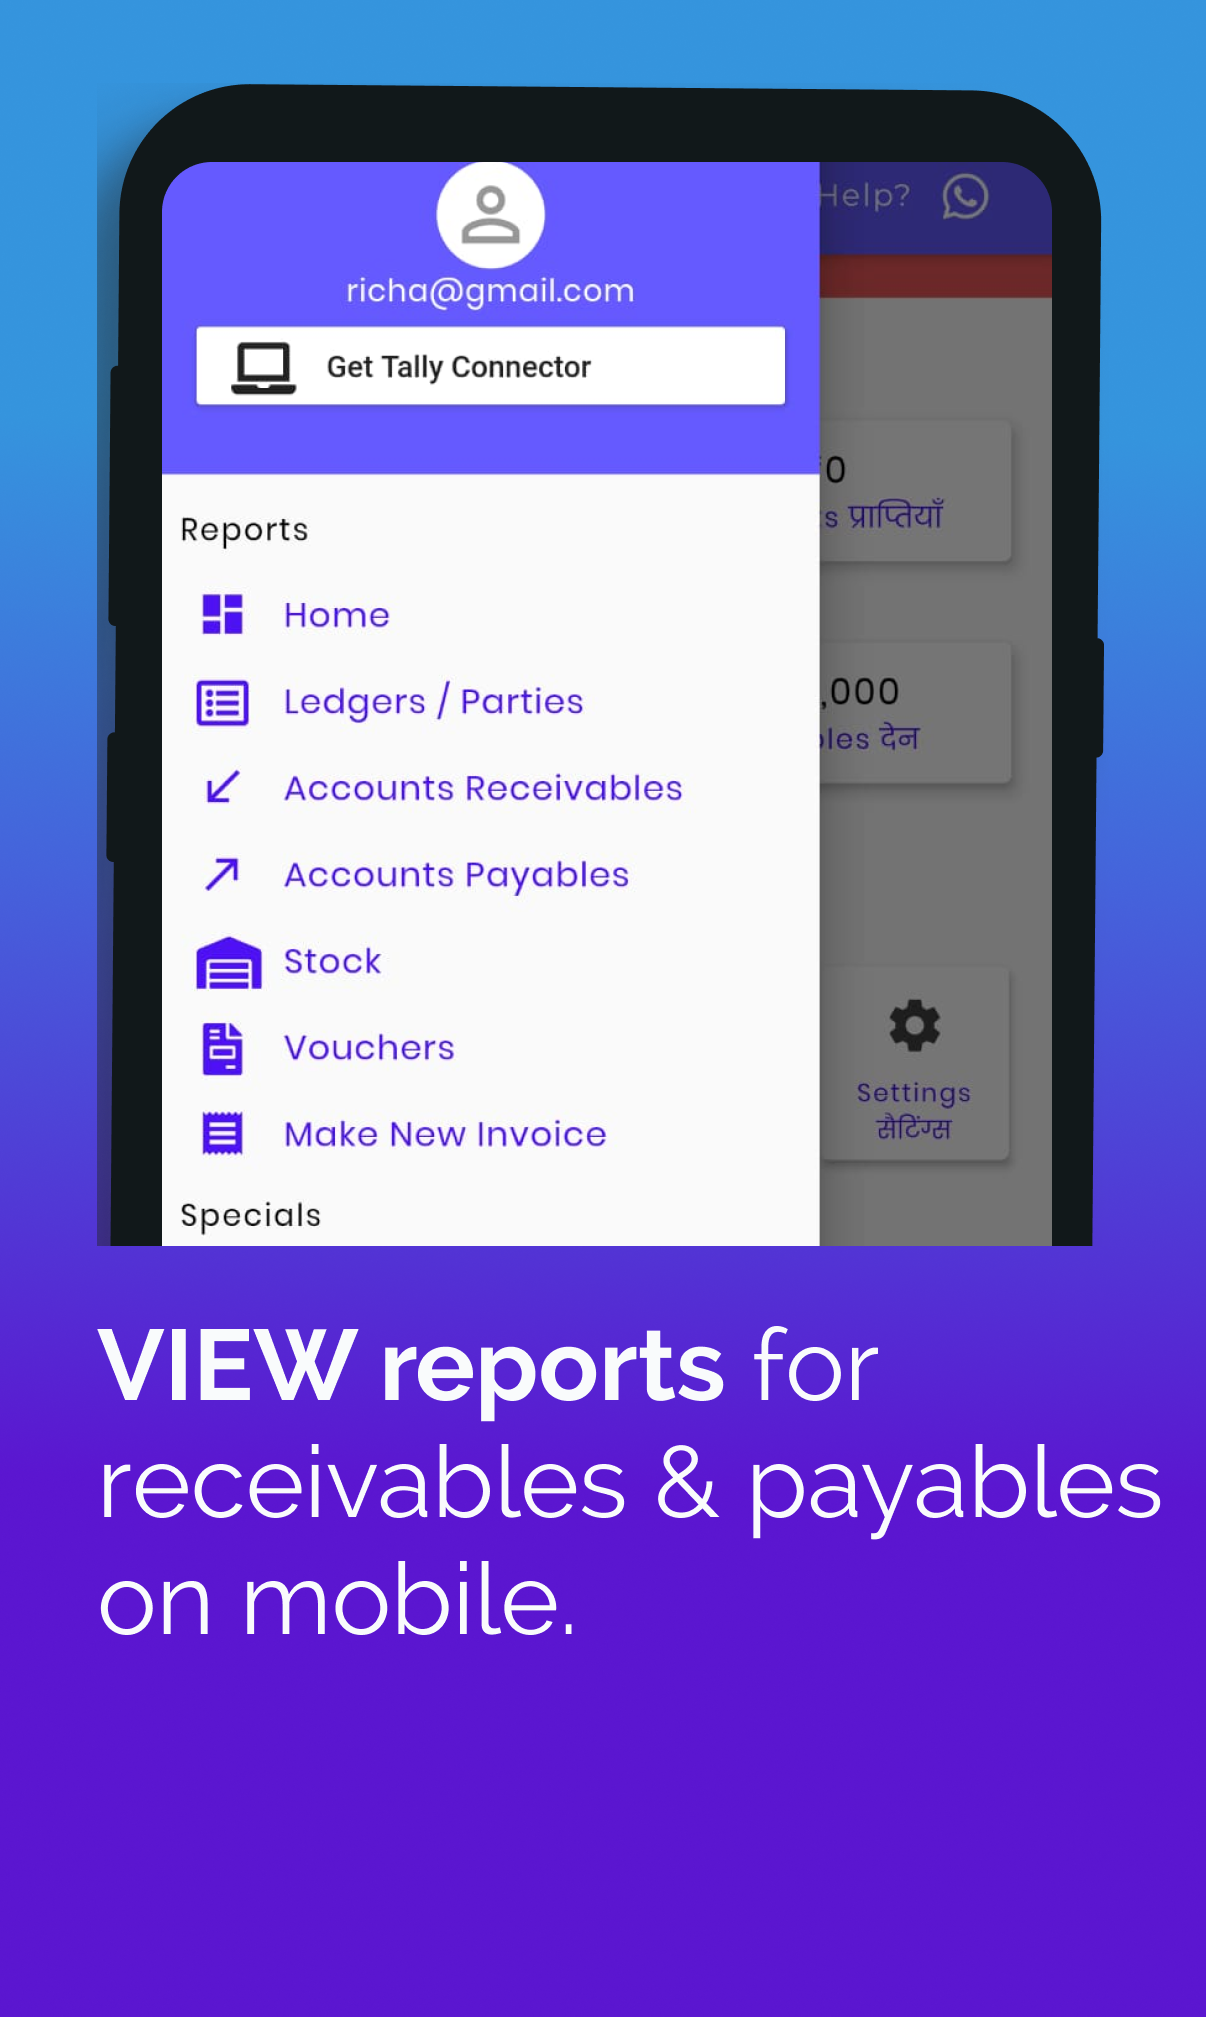 Help?
richa@gmail.com
Get Tally Connector
0
प्राप्तियाँ
Reports
Home
Ledgers / Parties
,000
देन
Accounts Receivables
Accounts Payables
Stock
Vouchers
Make New Invoice
Settings
सैटिंग्स
Specials
VIEW reports for
receivables & payables
on mobile.